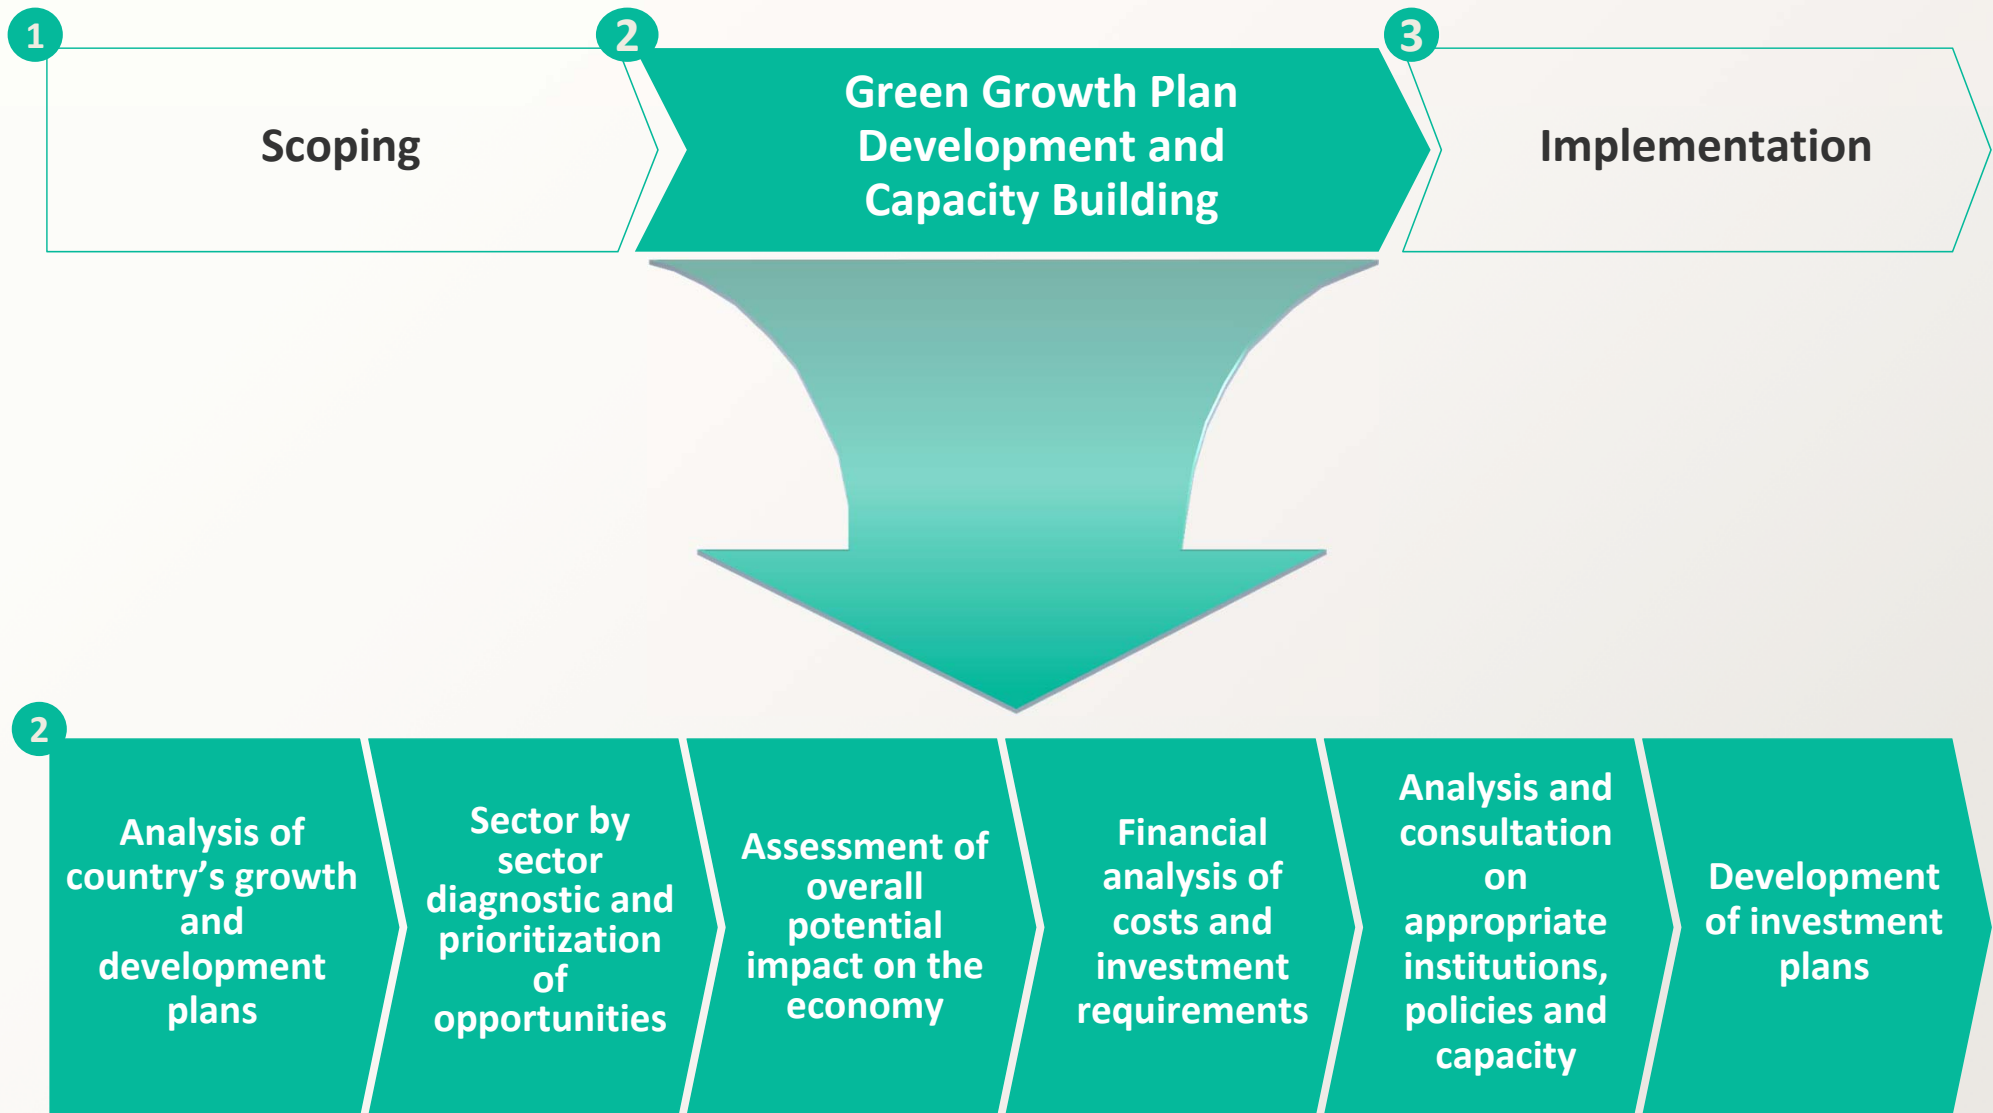 1
2
3
Scoping
Green Growth Plan
Development and
Capacity Building
Implementation
2
Analysis of
country’s growth
and
development
plans
Sector by
sector
diagnostic and
prioritization
of
opportunities
Assessment of
overall
potential
impact on the
economy
Financial
analysis of
costs and
investment
requirements
Analysis and
consultation
on
appropriate
institutions,
policies and
capacity
Development
of investment
plans